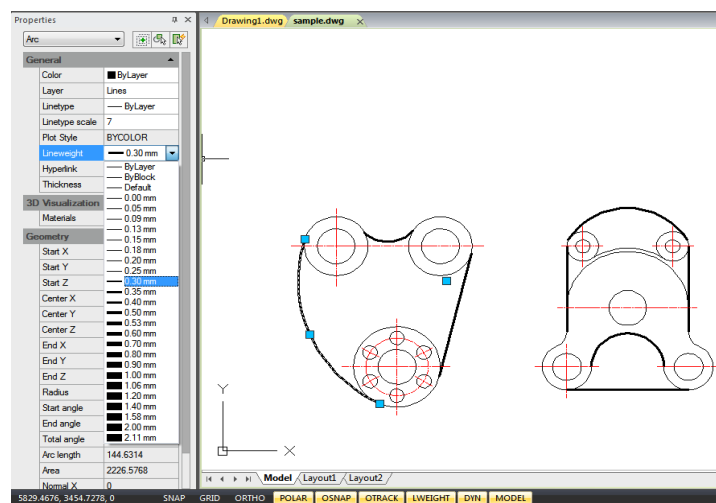 Properties
Arc
General
Color ByLayer
Layer Lines
Linetype ByLayer
Linetype scale 7
Plot Style BYCOLOR
Lineweight 0.30 mm
Hyperlink
Thickness
3D Visualization
Materials
Geometry
Start X
Start Y
Start Z
Center X
Center Y
Center Z
End X
End Y
End Z
Radius
Start angle
End angle
Total angle
Arc length 144.6314
Area 2226.5768
Normal X 0
ByLayer
ByBlock
Default
0.00 mm
0.05 mm
0.09 mm
0.13 mm
0.15 mm
0.18 mm
0.20 mm
0.25 mm
0.30 mm
0.35 mm
0.40 mm
0.50 mm
0.53 mm
0.60 mm
0.70 mm
0.80 mm
0.90 mm
1.00 mm
1.06 mm
1.20 mm
1.40 mm
1.58 mm
2.00 mm
2.11 mm
Drawing1.dwg sample.dwg
Y
X
Model Layout1 Layout2
5829.4676, 3454.7278, 0 SNAP GRID ORTHO POLAR OSNAP OTRACK LWEIGHT DYN MODEL